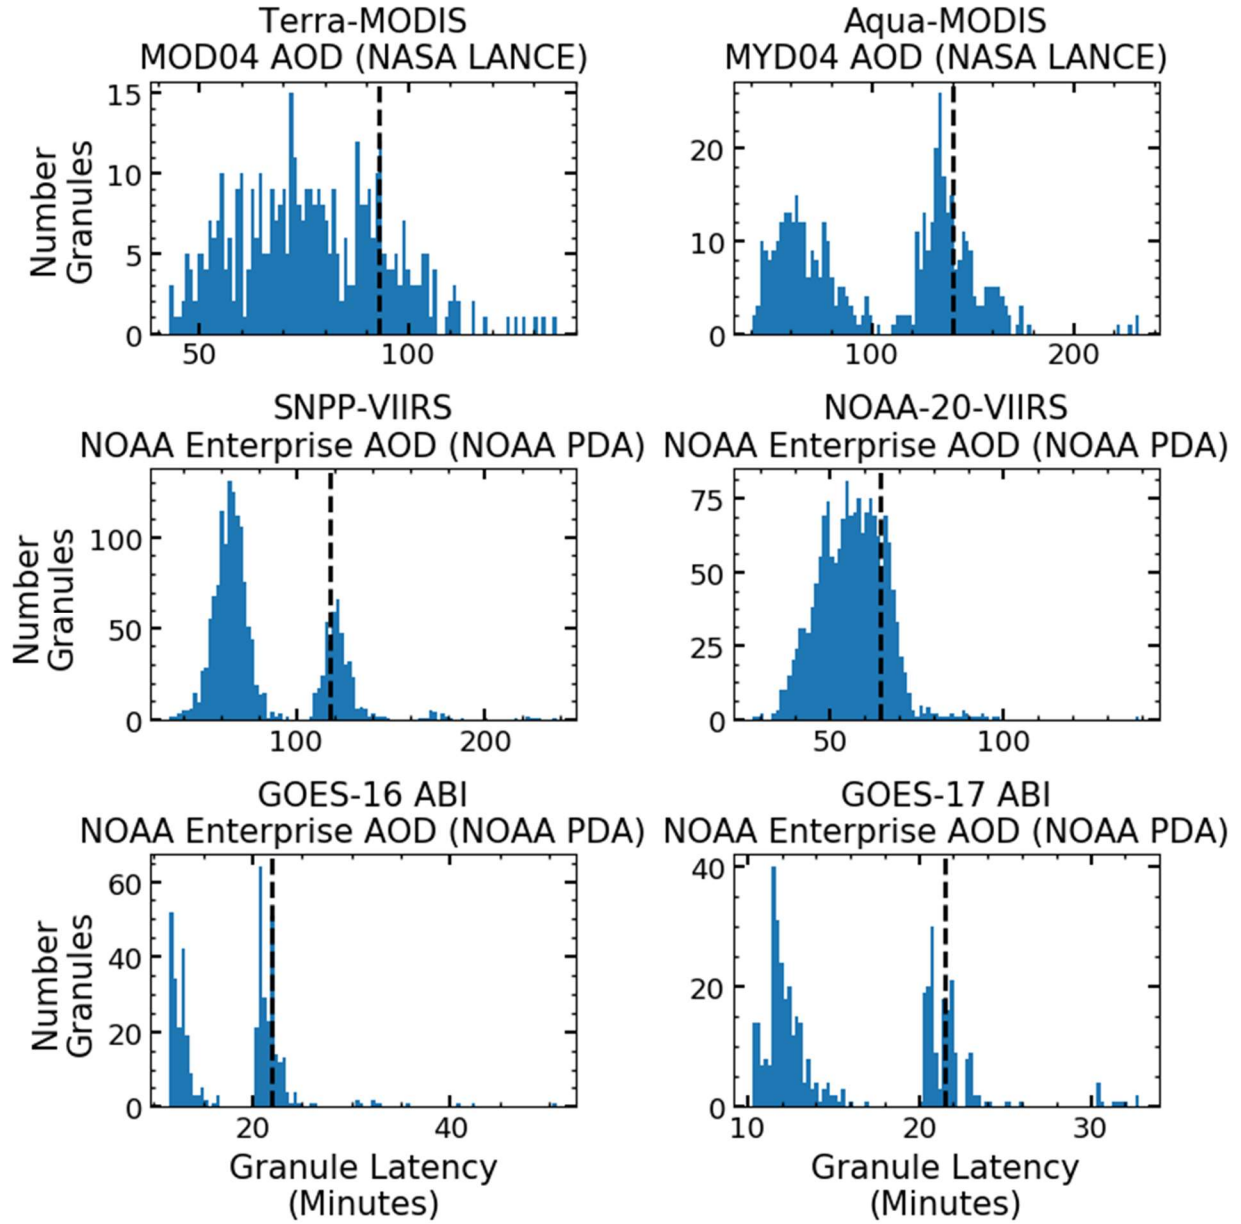 Terra-MODIS
MOD04 AOD (NASA LANCE)
Number
Granules
15
10
5
0
50
100
Aqua-MODIS
MYD04 AOD (NASA LANCE)
20
10
0
100
200
SNPP-VIIRS
NOAA Enterprise AOD (NOAA PDA)
Number
Granules
100
50
0
100
200
NOAA-20-VIIRS
NOAA Enterprise AOD (NOAA PDA)
75
50
25
0
50
100
GOES-16 ABI
NOAA Enterprise AOD (NOAA PDA)
Number
Granules
60
40
20
0
20
40
Granule Latency
(Minutes)
GOES-17 ABI
NOAA Enterprise AOD (NOAA PDA)
40
20
0
10
20
30
Granule Latency
(Minutes)